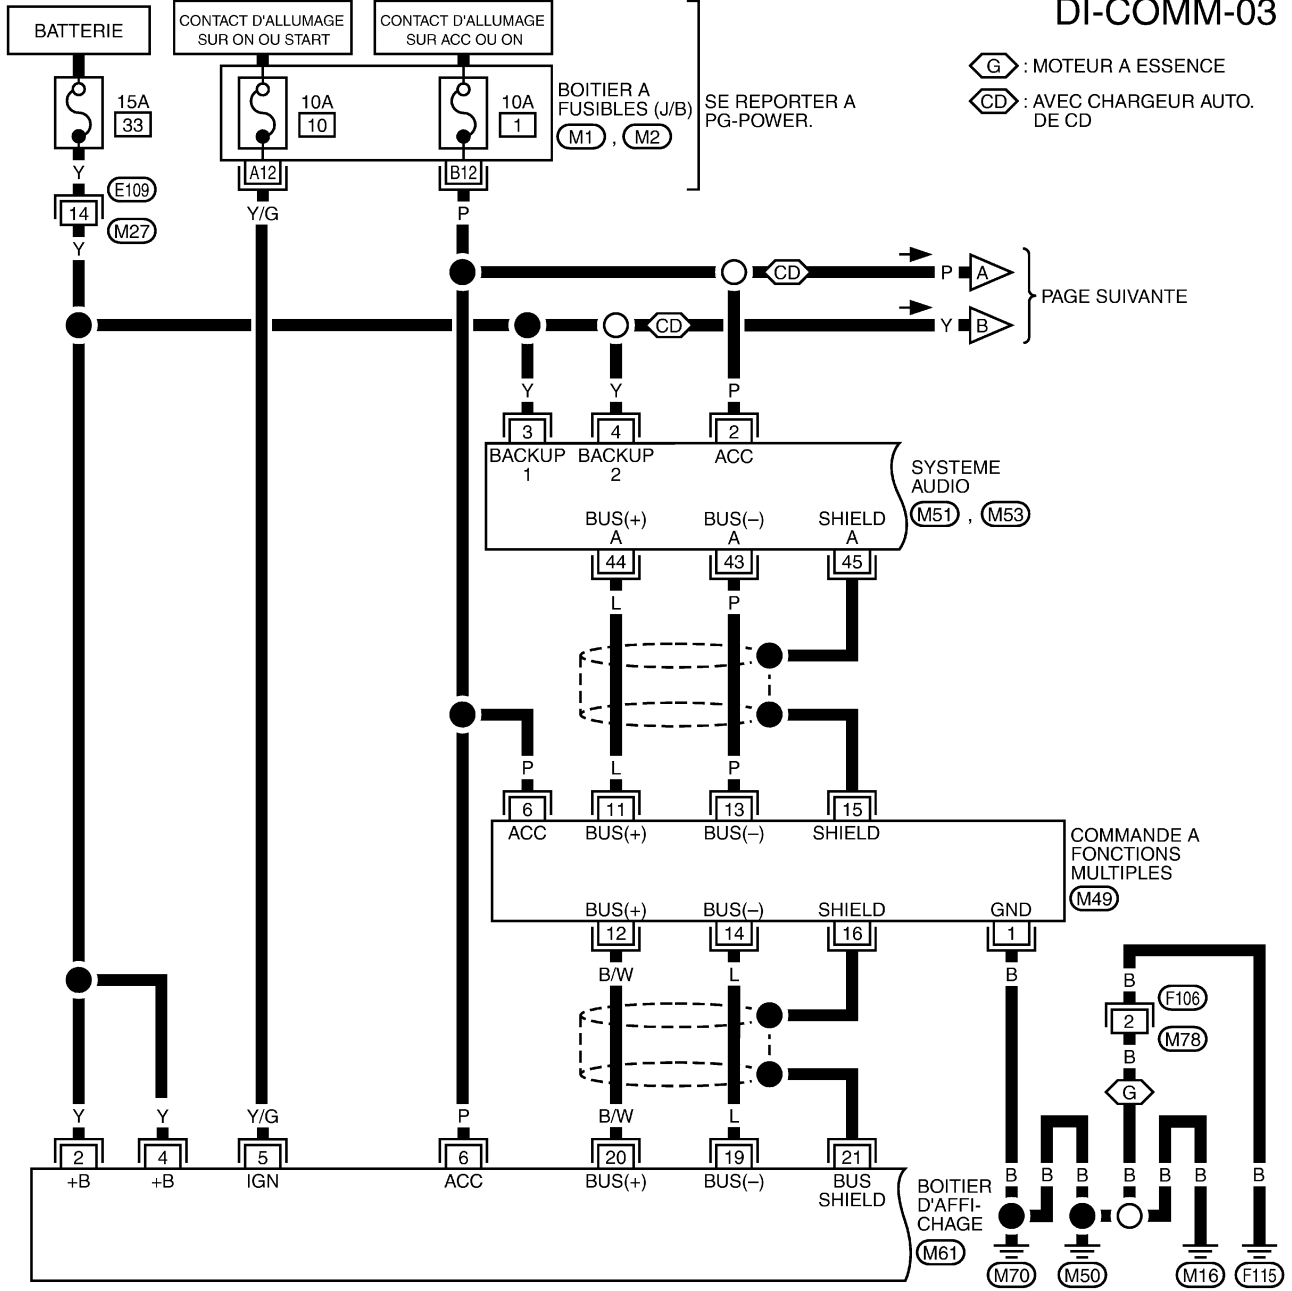 DI-COMM-03
BATTERIE
CONTACT D'ALLUMAGE
SUR ON OU START
CONTACT D'ALLUMAGE
SUR ACC OU ON
G : MOTEUR A ESSENCE
CD : AVEC CHARGEUR AUTO.
DE CD
15A
33
10A
10
10A
1
BOITIER A
FUSIBLES (J/B)
M1 , M2
SE REPORTER A
PG-POWER.
A12
B12
Y
E109
14
M27
Y
Y/G
P
CD
P
A
CD
Y
B
PAGE SUIVANTE
Y
Y
P
3
4
2
BACKUP
1
BACKUP
2
ACC
SYSTEME
AUDIO
M51 , M53
BUS(+)
A
BUS(–)
A
SHIELD
A
44
43
45
L
P
P
L
P
6
11
13
15
ACC
BUS(+)
BUS(–)
SHIELD
COMMANDE A
FONCTIONS
MULTIPLES
M49
BUS(+)
BUS(–)
SHIELD
GND
12
14
16
1
B/W
L
B
B
F106
2
M78
B
G
Y
Y
Y/G
P
B/W
L
2
4
5
6
20
19
21
+B
+B
IGN
ACC
BUS(+)
BUS(–)
BUS
SHIELD
BOITIER
D'AFFI-
CHAGE
M61
B
B
B
B
B
B
B
M70
M50
M16
F115